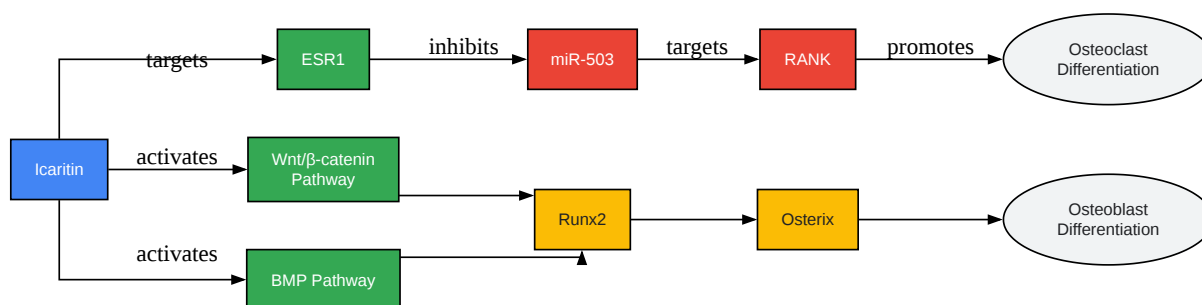 targets
ESR1
inhibits
miR-503
targets
RANK
promotes
Osteoclast
Differentiation
Icaritin
activates
Wnt/β-catenin
Pathway
activates
BMP Pathway
Runx2
Osterix
Osteoblast
Differentiation